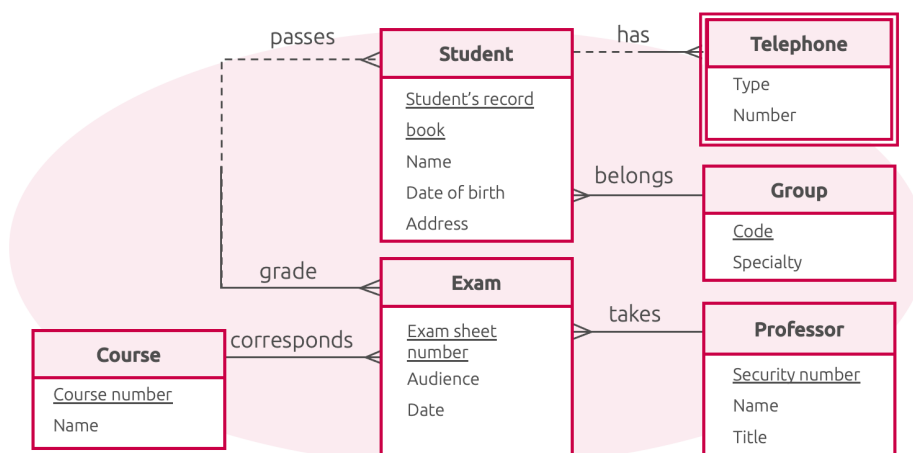 passes
has
Student
Student's record
book
Name
Date of birth
Address
Telephone
Type
Number
belongs
Group
Code
Specialty
grade
Exam
Exam sheet
number
Audience
Date
takes
Professor
Security number
Name
Title
corresponds
Course
Course number
Name